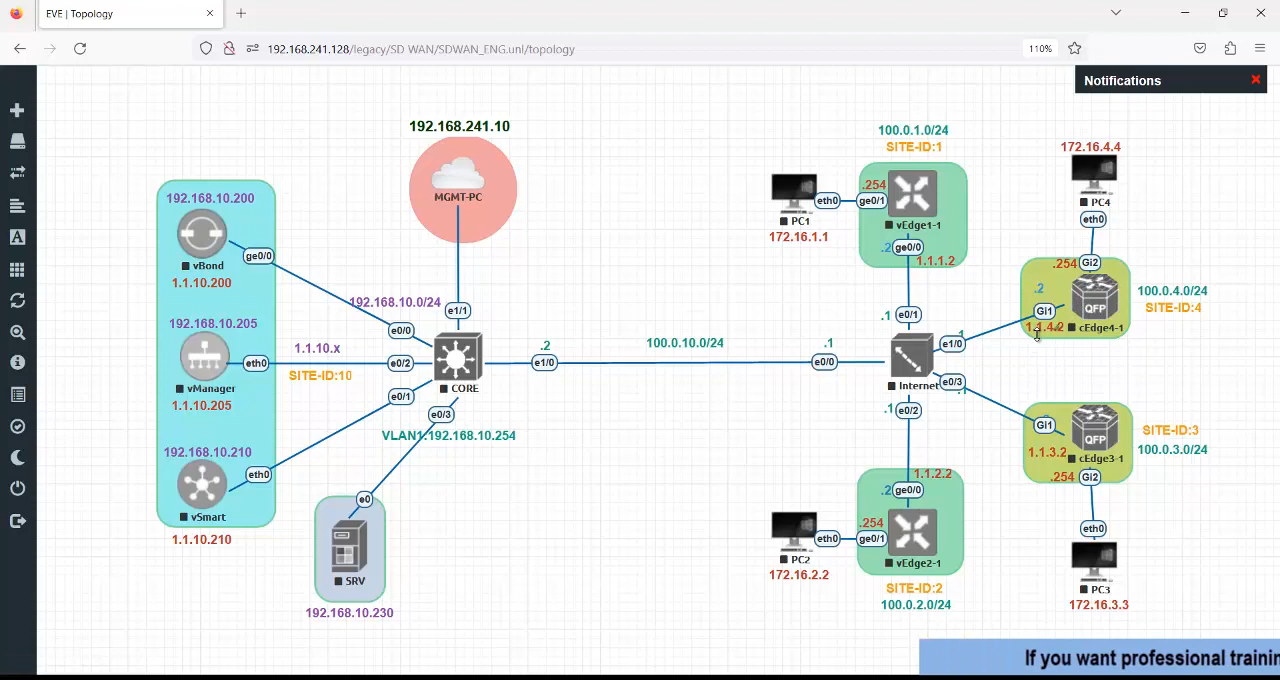 EVE | Topology
192.168.241.128/legacy/SD WAN/SDWAN_ENG.unl/topology
110%
Notifications
192.168.241.10
MGMT-PC
192.168.10.200
vBond
ge0/0
1.1.10.200
192.168.10.205
vManager
eth0
1.1.10.205
192.168.10.210
vSmart
eth0
1.1.10.210
1.1.10.x
SITE-ID:10
192.168.10.0/24
e1/1
e0/0
e0/2
e0/1
e0/3
e1/0
CORE
.2
VLAN1:192.168.10.254
e0
SRV
192.168.10.230
100.0.10.0/24
.1
e0/0
Internet
100.0.1.0/24
SITE-ID:1
PC1
eth0
172.16.1.1
.254
ge0/1
vEdge1-1
.2
ge0/0
1.1.1.2
.1
e0/1
172.16.4.4
PC4
eth0
.254
Gi2
.2
Gi1
1.1.4.2
cEdge4-1
QFP
100.0.4.0/24
SITE-ID:4
.1
e1/0
e0/3
.1
Gi1
QFP
1.1.3.2
cEdge3-1
SITE-ID:3
100.0.3.0/24
.254
Gi2
eth0
PC3
172.16.3.3
.1
e0/2
1.1.2.2
.2
ge0/0
PC2
eth0
172.16.2.2
.254
ge0/1
vEdge2-1
SITE-ID:2
100.0.2.0/24
If you want professional trainin